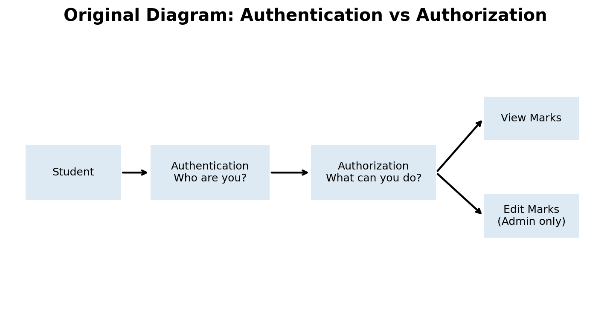 Original Diagram: Authentication vs Authorization
Student
Authentication
Who are you?
Authorization
What can you do?
View Marks
Edit Marks
(Admin only)